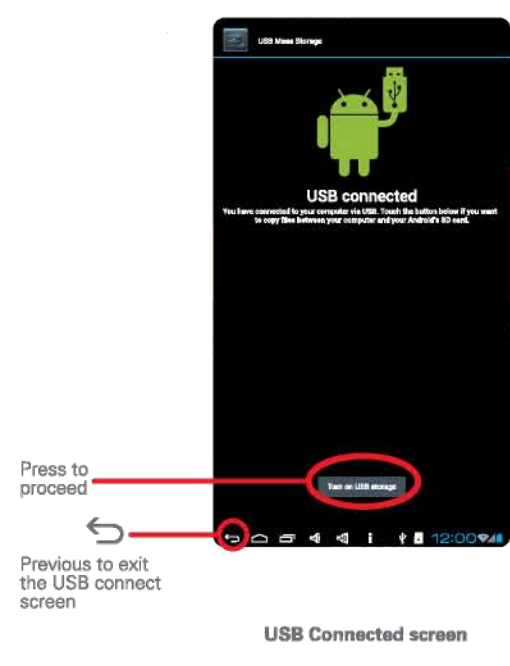 USB Mass Storage
USB connected
You have connected to your computer via USB. Touch the button below if you want
to copy files between your computer and your Android's SD card.
Press to
proceed
Turn on USB storage
12:00
Previous to exit
the USB connect
screen
USB Connected screen